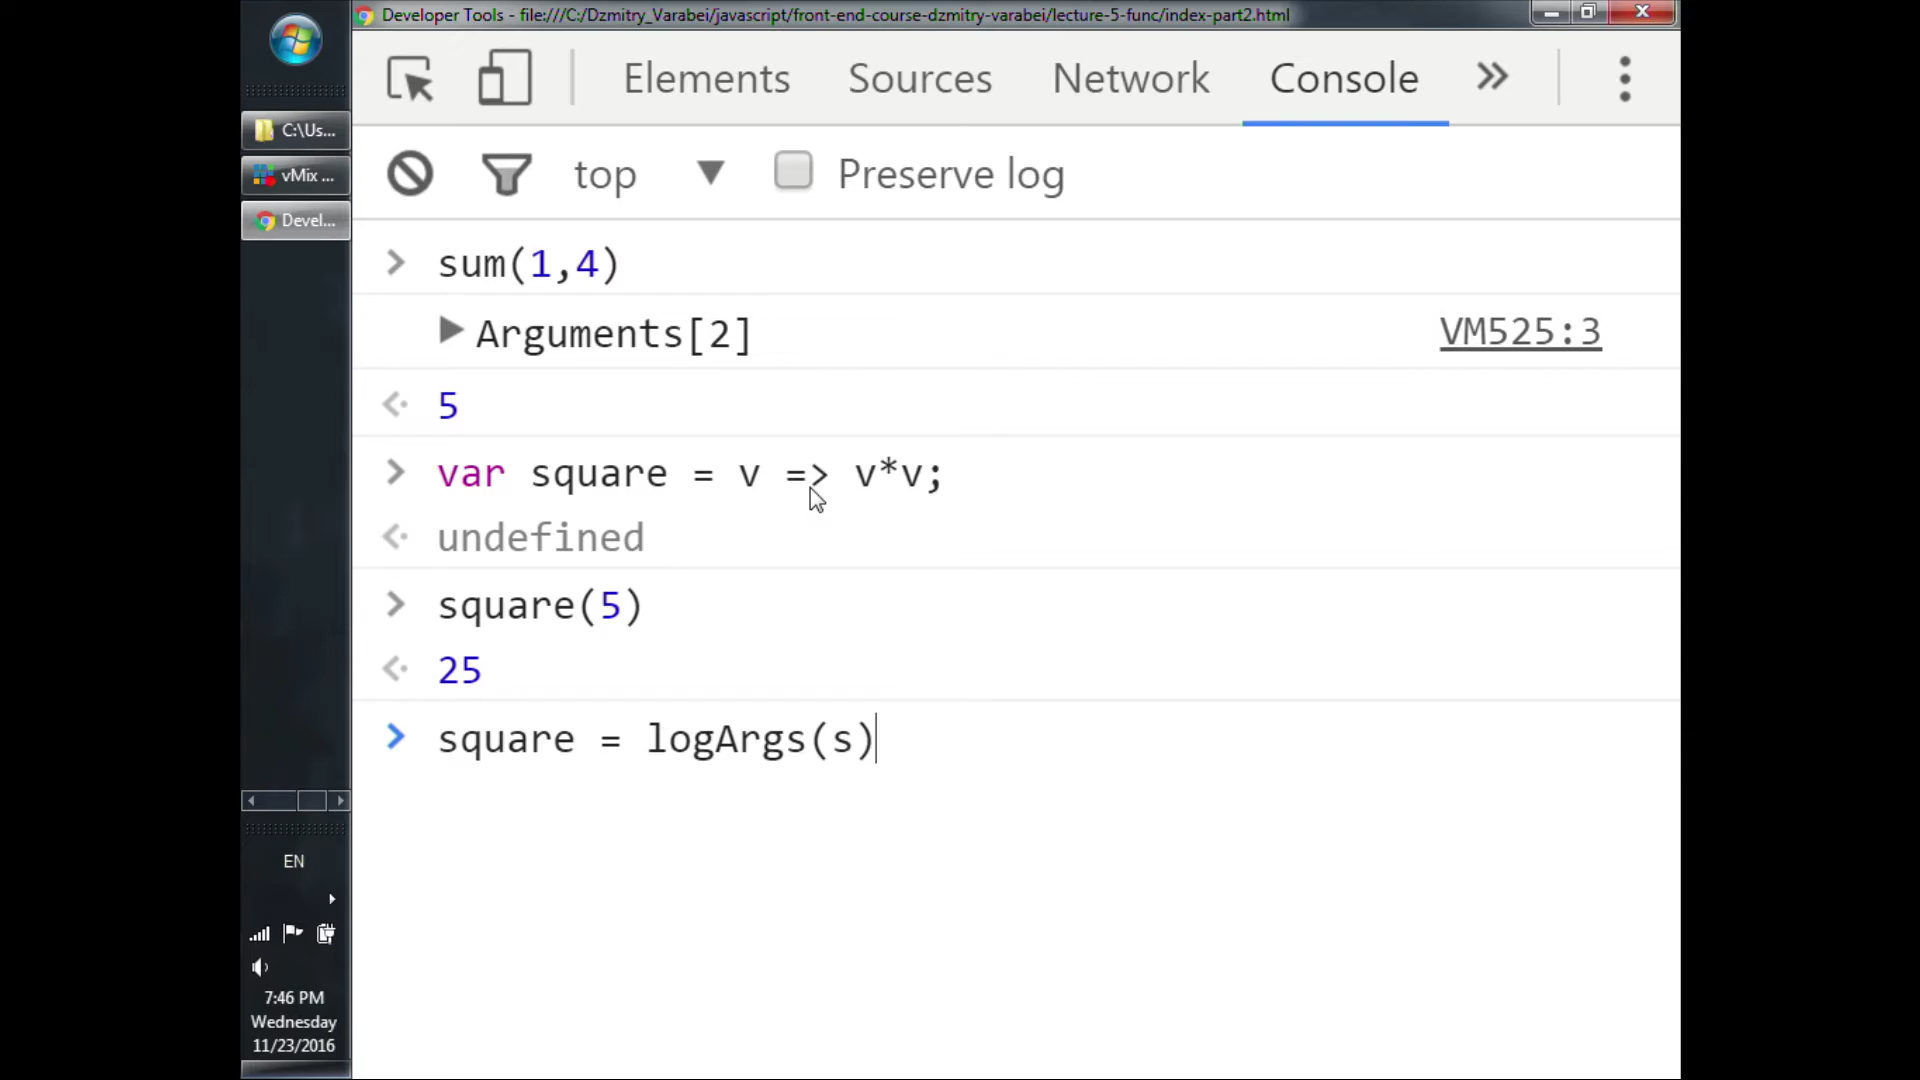 Developer Tools - file:///C:/Dzmitry_Varabei/javascript/front-end-course-dzmitry-varabei/lecture-5-func/index-part2.html
C:\Us...
vMix ...
Devel...
Elements Sources Network Console
top Preserve log
> sum(1,4)
Arguments[2] VM525:3
5
> var square = v => v*v;
undefined
> square(5)
25
> square = logArgs(s)
EN
7:46 PM
Wednesday
11/23/2016